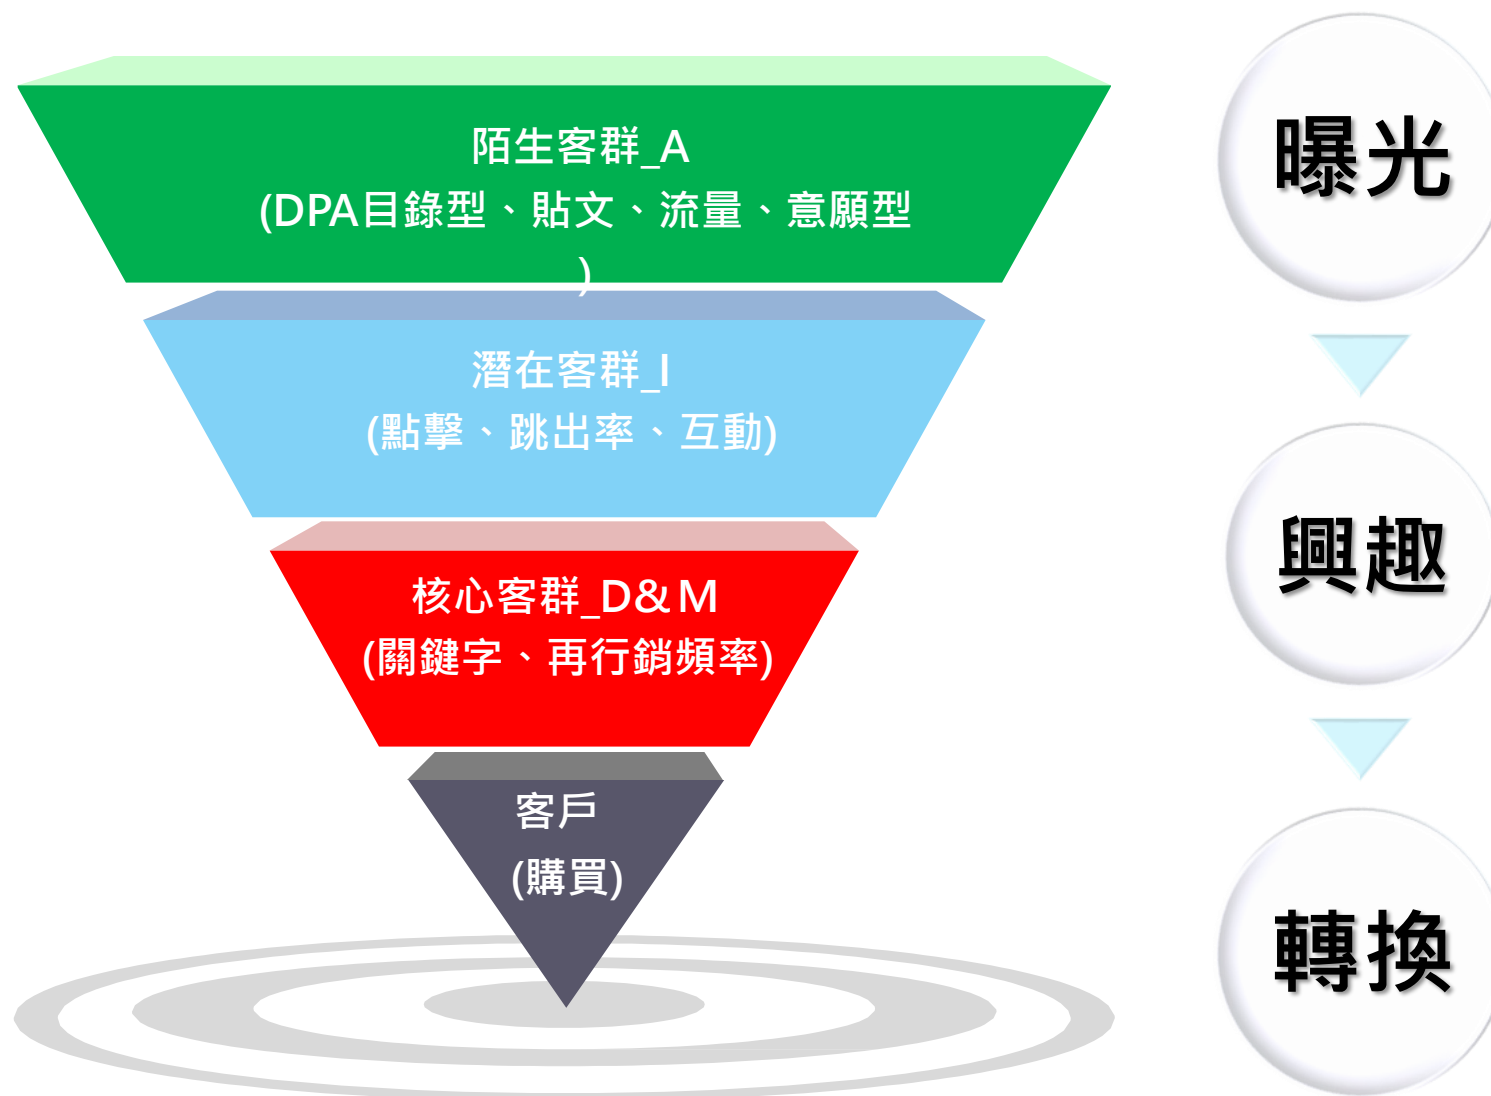 陌生客群_A
(DPA目錄型、貼文、流量、意願型
)
潛在客群_I
(點擊、跳出率、互動)
核心客群_D&M
(關鍵字、再行銷頻率)
客戶
(購買)
曝光
興趣
轉換